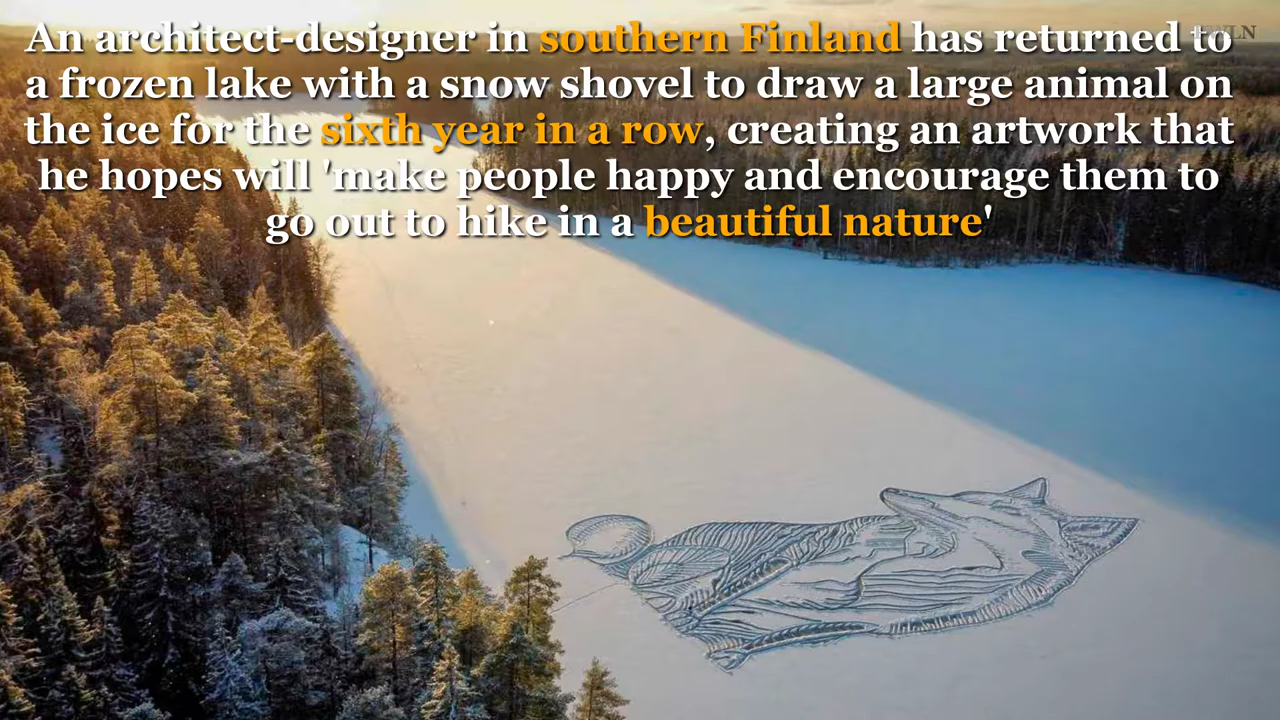 An architect-designer in southern Finland has returned to
a frozen lake with a snow shovel to draw a large animal on
the ice for the sixth year in a row, creating an artwork that
he hopes will 'make people happy and encourage them to
go out to hike in a beautiful nature'